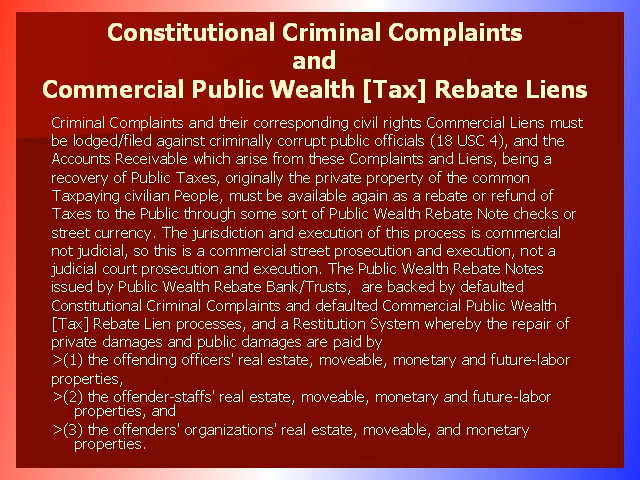 Constitutional Criminal Complaints
and
Commercial Public Wealth [Tax] Rebate Liens
Criminal Complaints and their corresponding civil rights Commercial Liens must
be lodged/filed against criminally corrupt public officials (18 USC 4), and the
Accounts Receivable which arise from these Complaints and Liens, being a
recovery of Public Taxes, originally the private property of the common
Taxpaying civilian People, must be available again as a rebate or refund of
Taxes to the Public through some sort of Public Wealth Rebate Note checks or
street currency. The jurisdiction and execution of this process is commercial
not judicial, so this is a commercial street prosecution and execution, not a
judicial court prosecution and execution. The Public Wealth Rebate Notes
issued by Public Wealth Rebate Bank/Trusts, are backed by defaulted
Constitutional Criminal Complaints and defaulted Commercial Public Wealth
[Tax] Rebate Lien processes, and a Restitution System whereby the repair of
private damages and public damages are paid by
>(1) the offending officers' real estate, moveable, monetary and future-labor
properties,
>(2) the offender-staffs' real estate, moveable, monetary and future-labor
properties, and
>(3) the offenders' organizations' real estate, moveable, and monetary
properties.